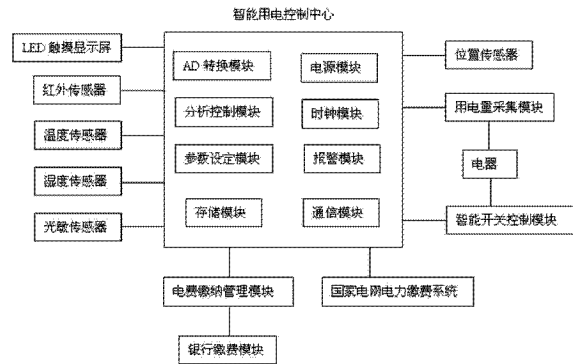 智能用电控制中心
LED 触摸显示屏
红外传感器
温度传感器
湿度传感器
光敏传感器
AD 转换模块
电源模块
分析控制模块
时钟模块
参数设定模块
报警模块
存储模块
通信模块
位置传感器
用电量采集模块
电器
智能开关控制模块
电费缴纳管理模块
国家电网电力缴费系统
银行缴费模块